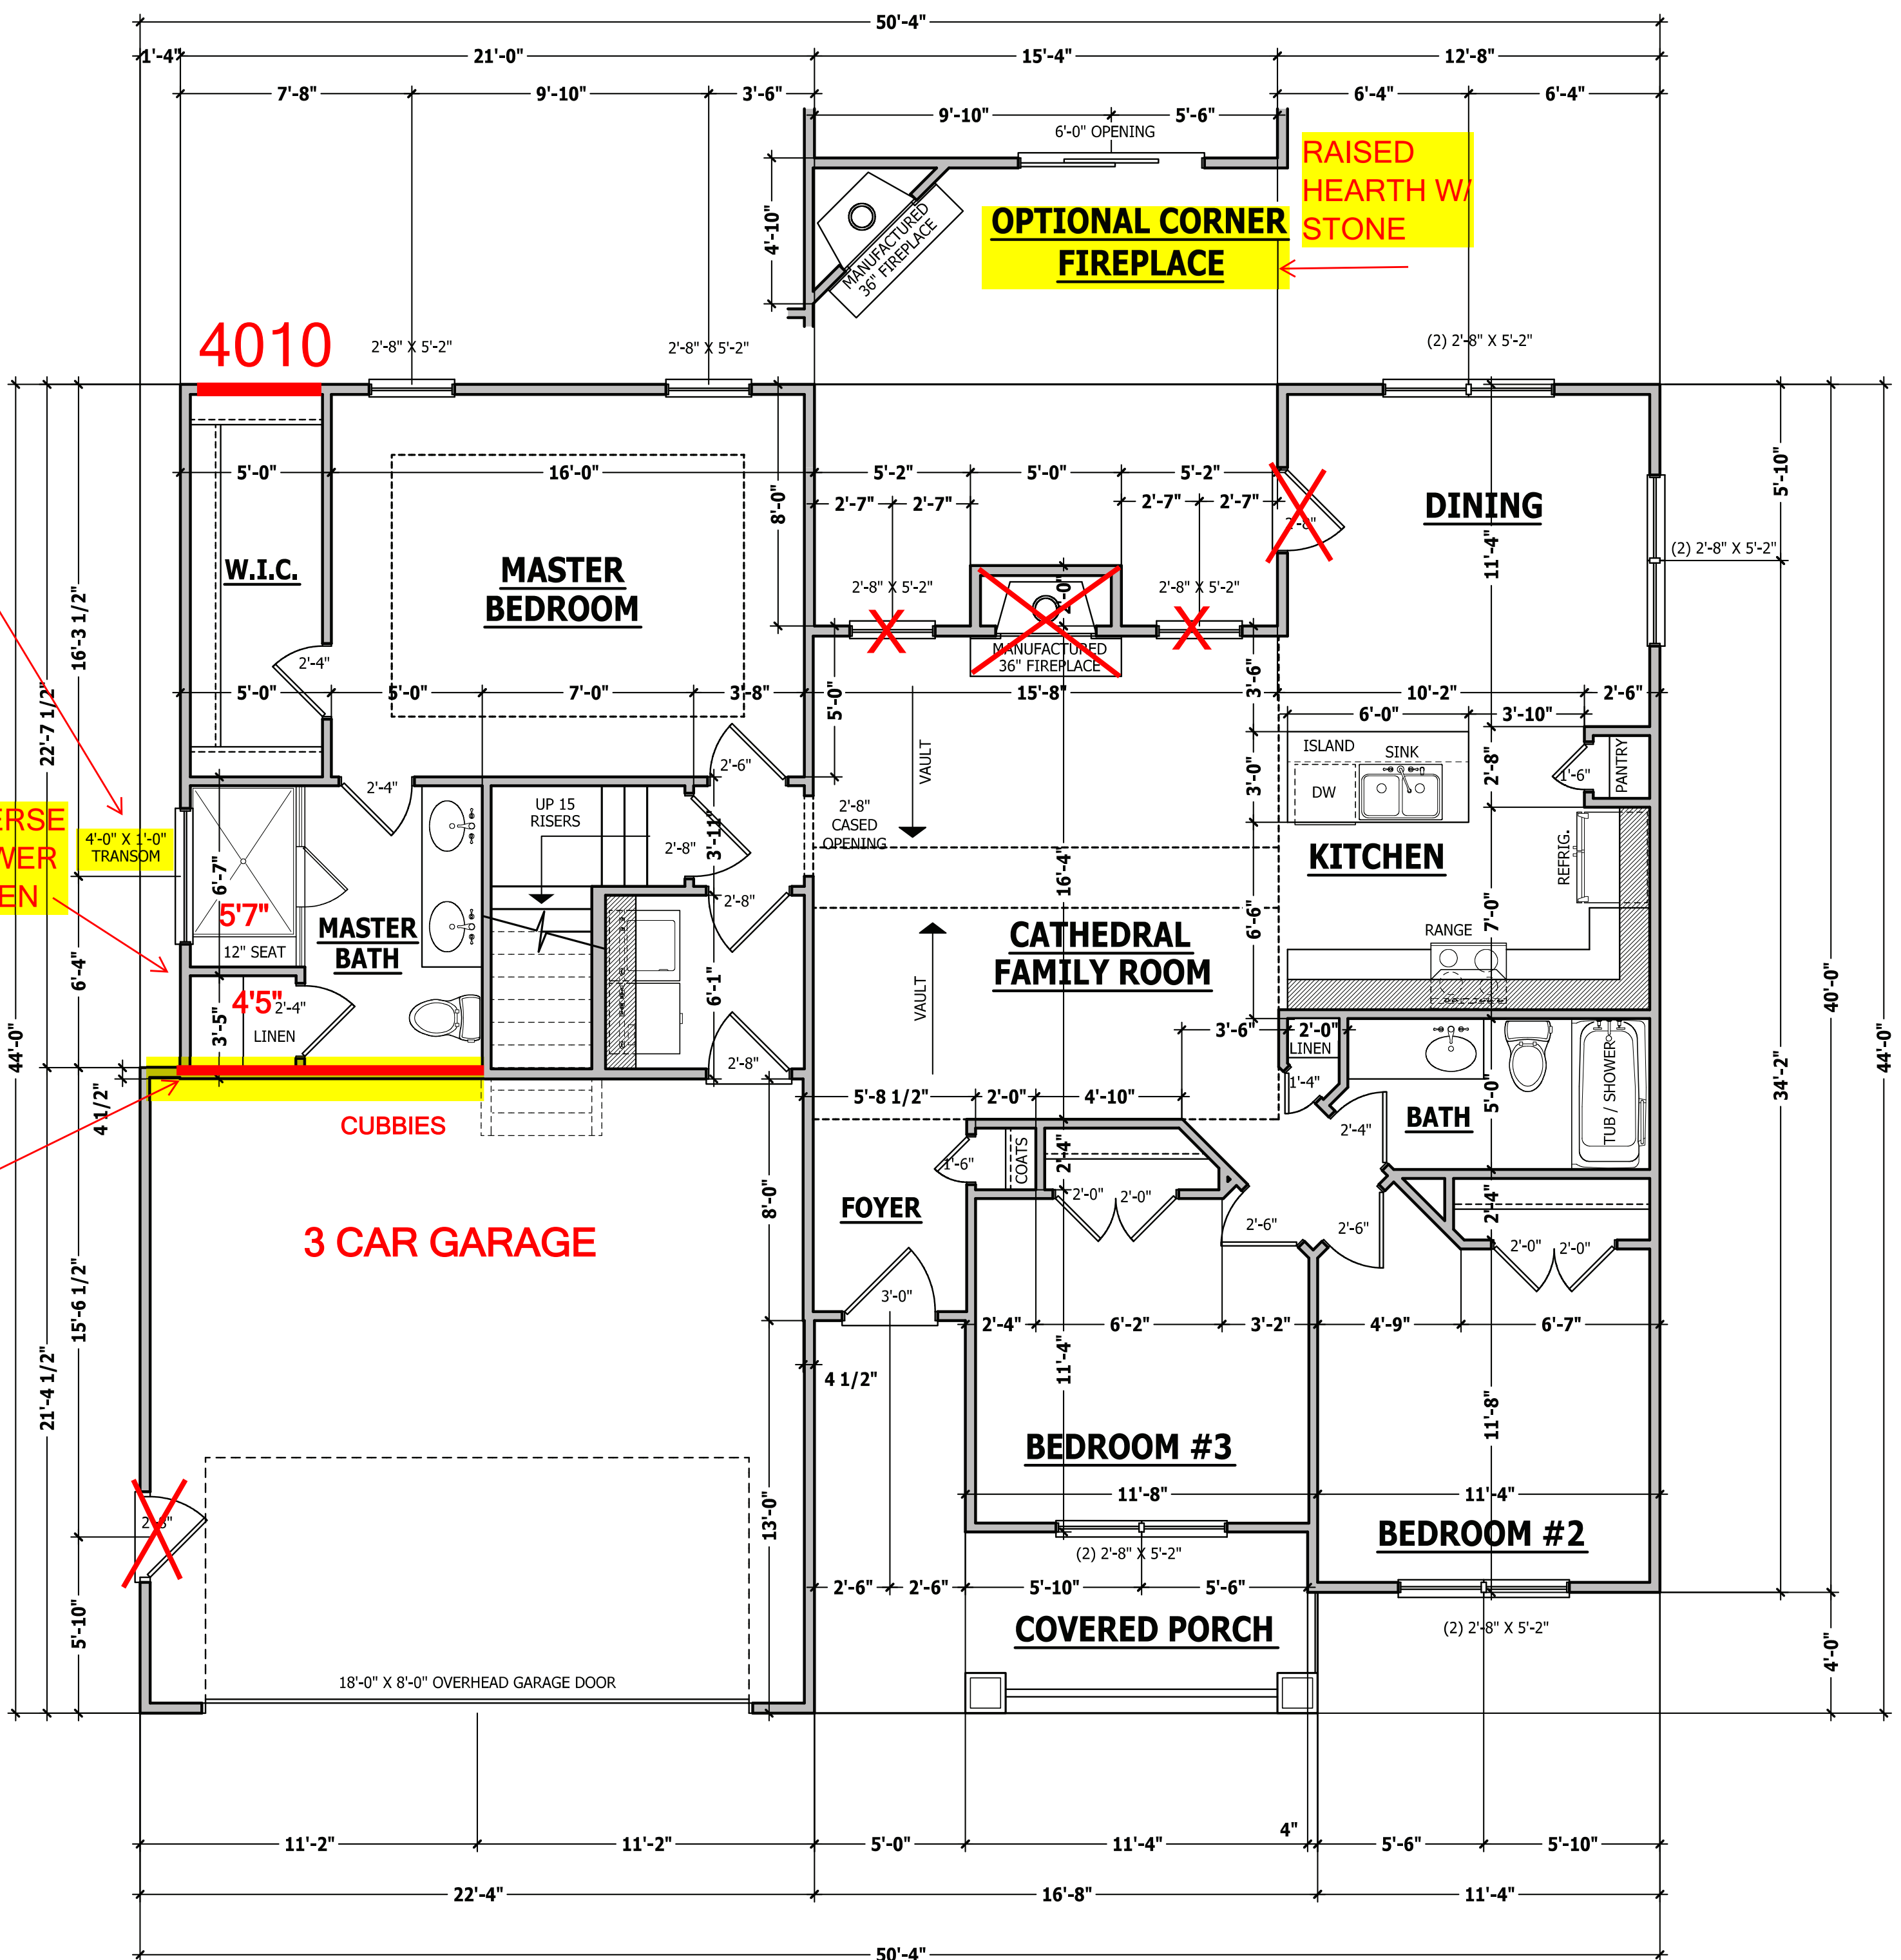 50'-4"
1'-4"
21'-0"
15'-4"
12'-8"
7'-8"
9'-10"
3'-6"
6'-4"
6'-4"
9'-10"
5'-6"
6'-0" OPENING
4'-10"
MANUFACTURED
36" FIREPLACE
OPTIONAL CORNER
FIREPLACE
RAISED
HEARTH W/
STONE
4010
2'-8" X 5'-2"
2'-8" X 5'-2"
(2) 2'-8" X 5'-2"
5'-0"
16'-0"
8'-0"
5'-2"
5'-0"
5'-2"
2'-7"
2'-7"
2'-7"
2'-7"
2'-8"
DINING
11'-4"
5'-10"
(2) 2'-8" X 5'-2"
W.I.C.
MASTER
BEDROOM
2'-8" X 5'-2"
2'-0"
2'-8" X 5'-2"
MANUFACTURED
36" FIREPLACE
16'-3 1/2"
22'-7 1/2"
44'-0"
2'-4"
5'-0"
5'-0"
7'-0"
3'-8"
5'-0"
15'-8"
3'-6"
10'-2"
2'-6"
6'-0"
3'-10"
VAULT
ISLAND
SINK
DW
3'-0"
2'-8"
1'-6"
PANTRY
2'-6"
2'-4"
UP 15
RISERS
2'-8"
3'-11"
2'-8"
CASED
OPENING
ERSE
WER
EN
4'-0" X 1'-0"
TRANSOM
6'-7"
5'7"
12" SEAT
MASTER
BATH
2'-8"
6'-1"
16'-4"
KITCHEN
REFRIG.
7'-0"
6'-6"
RANGE
CATHEDRAL
FAMILY ROOM
VAULT
6'-4"
3'-5"
4'5"
2'-4"
LINEN
2'-8"
3'-6"
2'-0"
LINEN
1'-4"
5'-0"
TUB / SHOWER
BATH
2'-4"
40'-0"
44'-0"
34'-2"
4 1/2"
CUBBIES
5'-8 1/2"
2'-0"
4'-10"
1'-6"
COATS
2'-4"
2'-0"
2'-0"
2'-6"
2'-6"
2'-4"
2'-0"
2'-0"
FOYER
8'-0"
3 CAR GARAGE
3'-0"
15'-6 1/2"
21'-4 1/2"
2'-4"
6'-2"
3'-2"
4'-9"
6'-7"
4 1/2"
11'-4"
11'-8"
BEDROOM #3
11'-8"
11'-4"
BEDROOM #2
2'-8"
13'-0"
(2) 2'-8" X 5'-2"
2'-6"
2'-6"
5'-10"
5'-6"
COVERED PORCH
(2) 2'-8" X 5'-2"
5'-10"
4'-0"
18'-0" X 8'-0" OVERHEAD GARAGE DOOR
11'-2"
11'-2"
5'-0"
11'-4"
4"
5'-6"
5'-10"
22'-4"
16'-8"
11'-4"
50'-4"